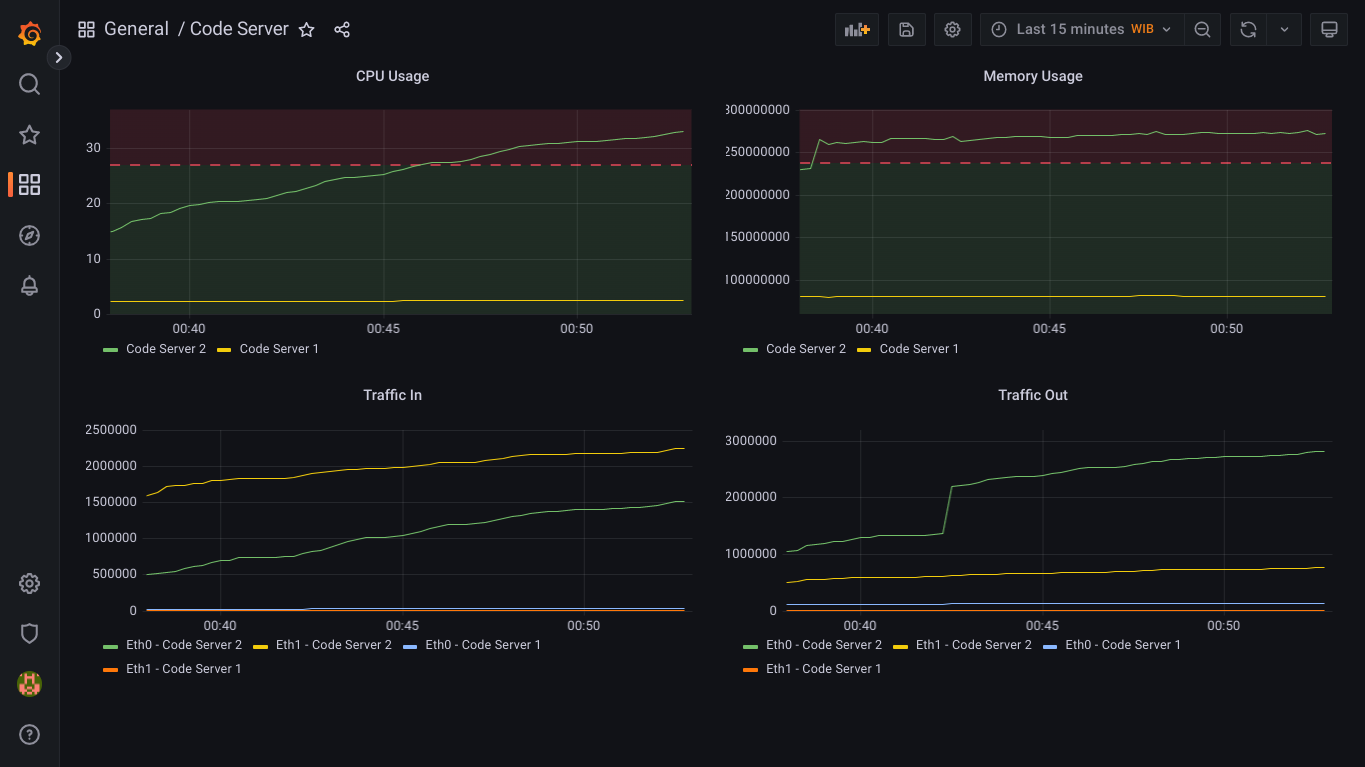 General / Code Server
Last 15 minutes WIB
CPU Usage
30
20
10
0
00:40 00:45 00:50
Code Server 2 Code Server 1
Memory Usage
300000000
250000000
200000000
150000000
100000000
00:40 00:45 00:50
Code Server 2 Code Server 1
Traffic In
2500000
2000000
1500000
1000000
500000
0
00:40 00:45 00:50
Eth0 - Code Server 2 Eth1 - Code Server 2 Eth0 - Code Server 1
Eth1 - Code Server 1
Traffic Out
3000000
2000000
1000000
0
00:40 00:45 00:50
Eth0 - Code Server 2 Eth1 - Code Server 2 Eth0 - Code Server 1
Eth1 - Code Server 1